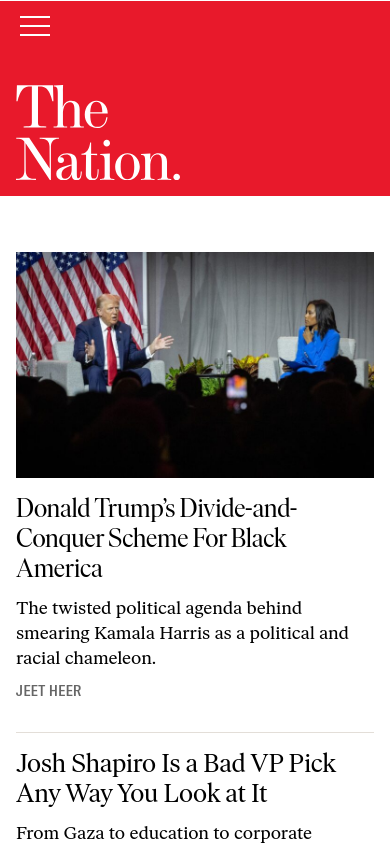 The
Nation.
Donald Trump’s Divide-and-
Conquer Scheme For Black
America
The twisted political agenda behind
smearing Kamala Harris as a political and
racial chameleon.
JEET HEER
Josh Shapiro Is a Bad VP Pick
Any Way You Look at It
From Gaza to education to corporate